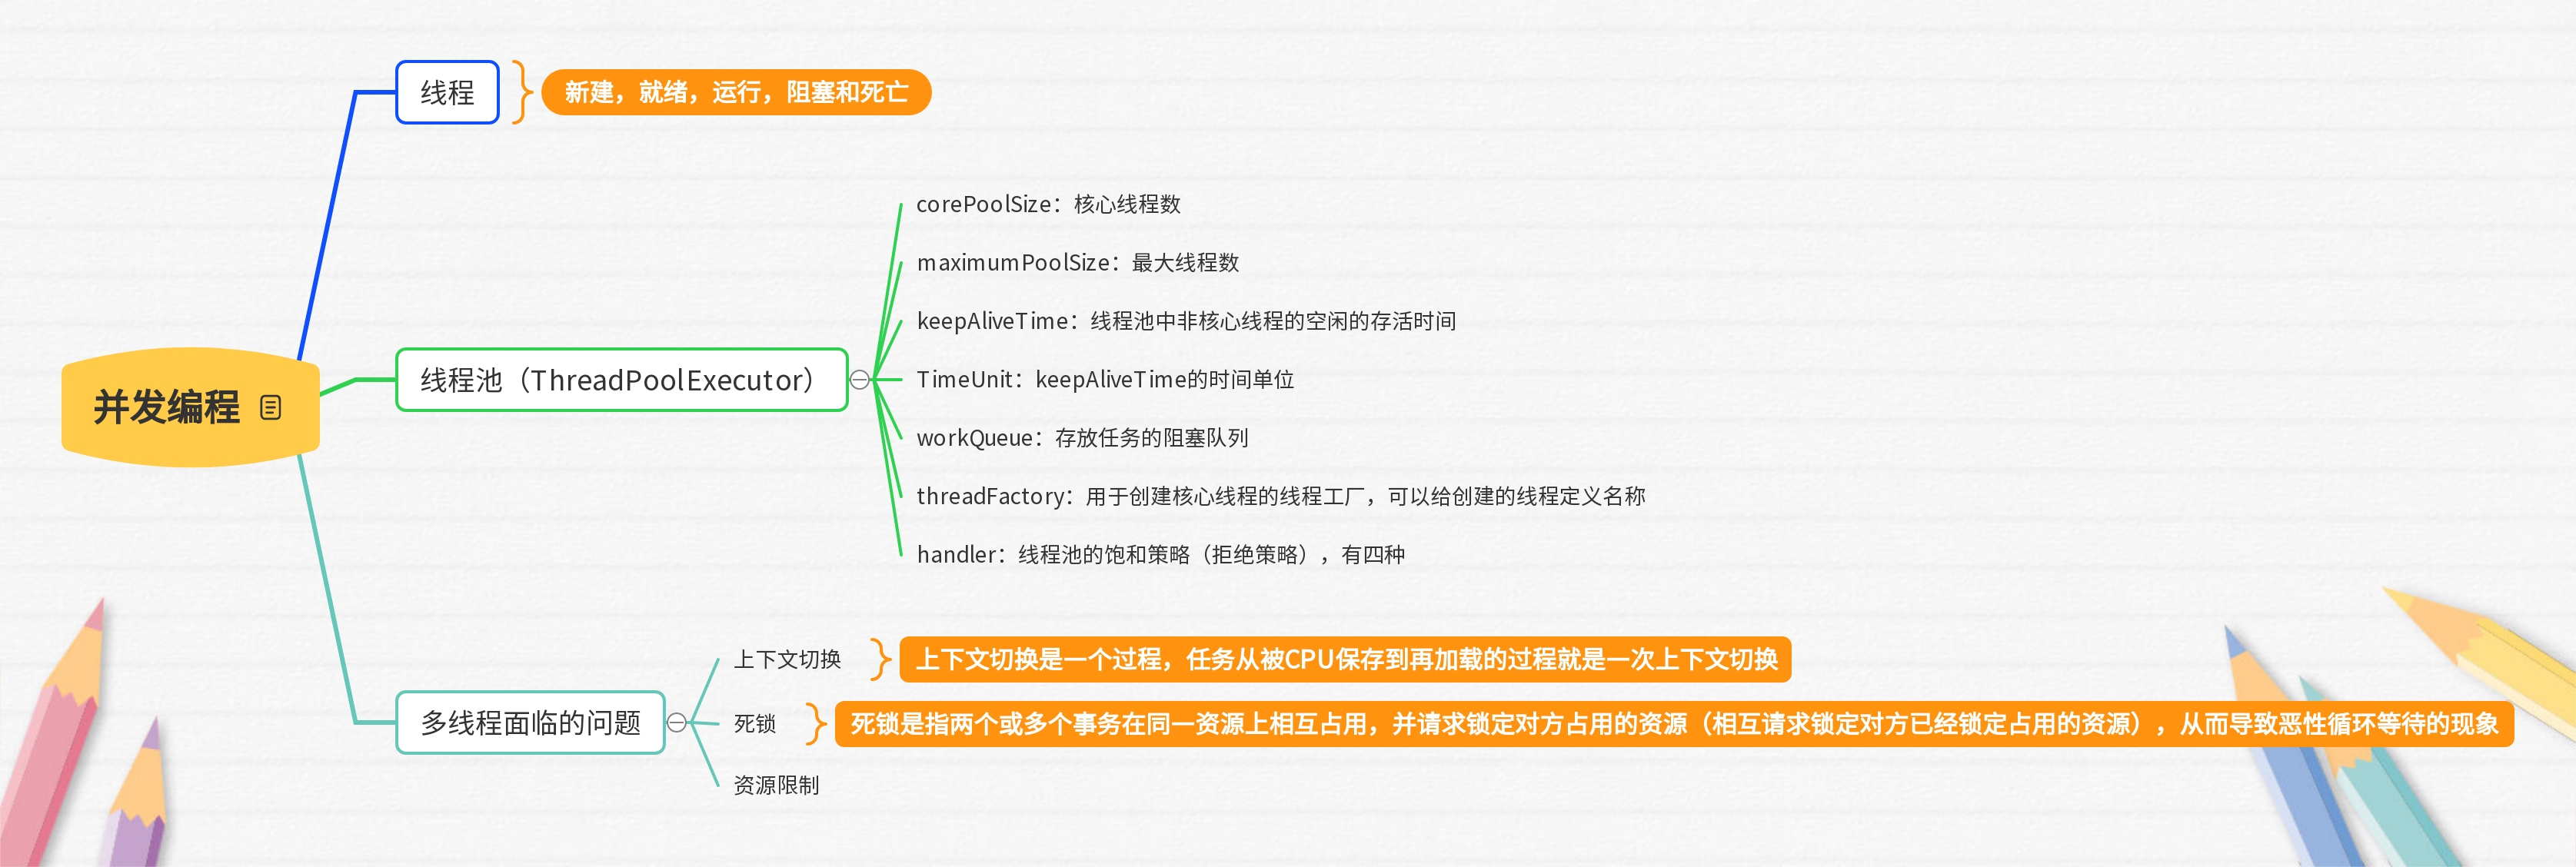 并发编程
线程
新建，就绪，运行，阻塞和死亡
线程池（ThreadPoolExecutor）
corePoolSize：核心线程数
maximumPoolSize：最大线程数
keepAliveTime：线程池中非核心线程的空闲的存活时间
TimeUnit：keepAliveTime的时间单位
workQueue：存放任务的阻塞队列
threadFactory：用于创建核心线程的线程工厂，可以给创建的线程定义名称
handler：线程池的饱和策略（拒绝策略），有四种
多线程面临的问题
上下文切换
上下文切换是一个过程，任务从被CPU保存到再加载的过程就是一次上下文切换
死锁
死锁是指两个或多个事务在同一资源上相互占用，并请求锁定对方占用的资源（相互请求锁定对方已经锁定占用的资源），从而导致恶性循环等待的现象
资源限制